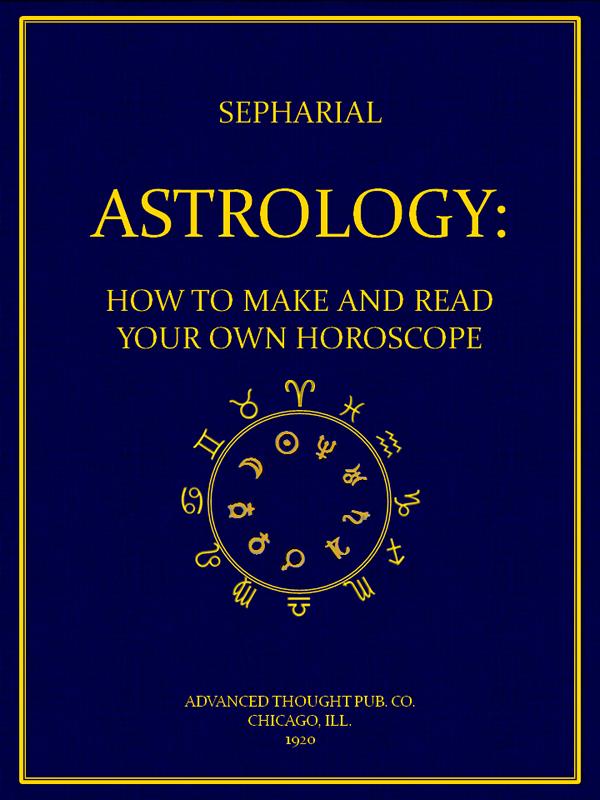 SEPHARIAL
ASTROLOGY:
HOW TO MAKE AND READ
YOUR OWN HOROSCOPE
ADVANCED THOUGHT PUB. CO.
CHICAGO, ILL.
1920